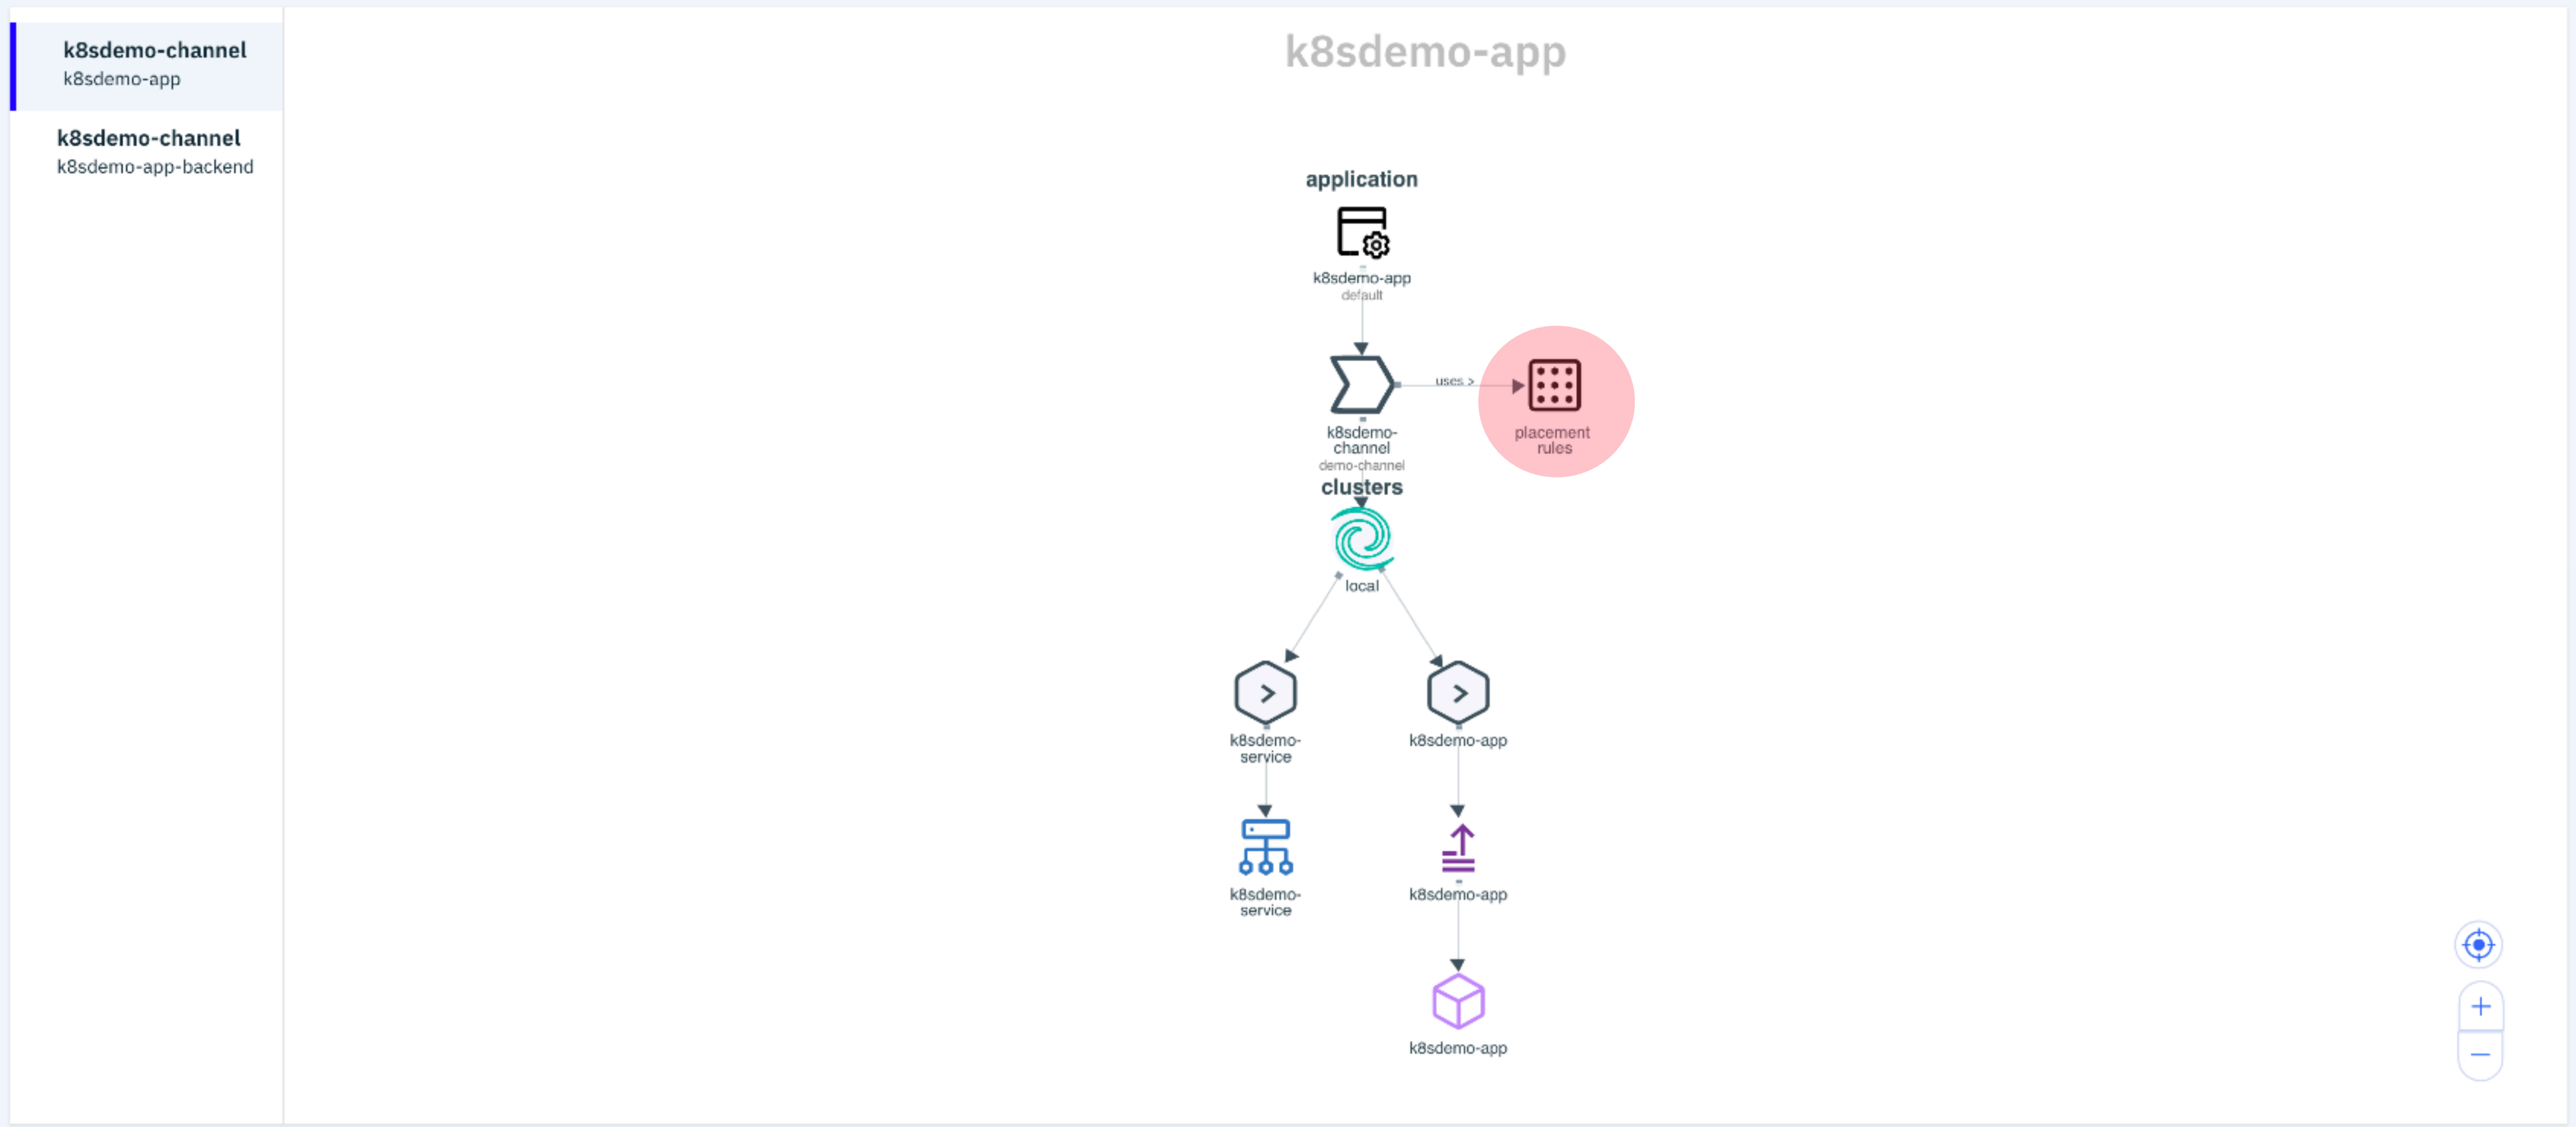 k8sdemo-channel
k8sdemo-app
k8sdemo-channel
k8sdemo-app-backend
k8sdemo-app
application
k8sdemo-app
default
uses >
k8sdemo-
channel
demo-channel
placement
rules
clusters
local
k8sdemo-
service
k8sdemo-app
k8sdemo-
service
k8sdemo-app
k8sdemo-app